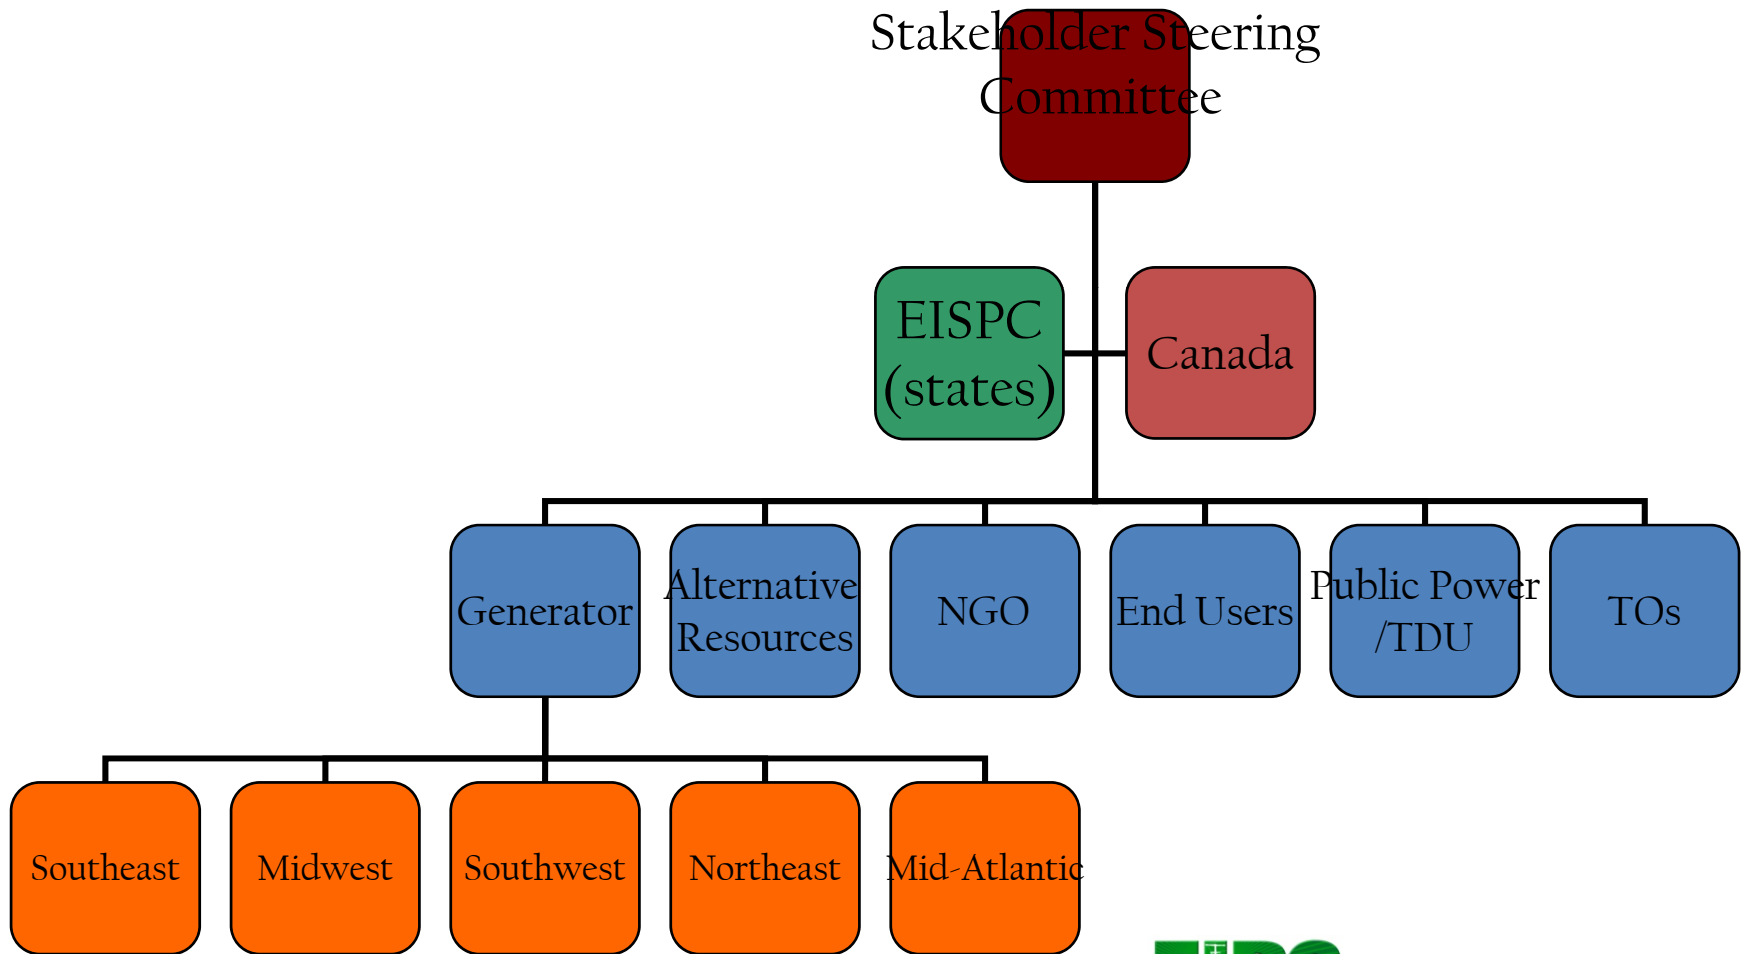 Stakeholder Steering
Committee
EISPC
(states)
Canada
Generator
Alternative
Resources
NGO
End Users
Public Power
/TDU
TOs
Southeast
Midwest
Southwest
Northeast
Mid-Atlantic